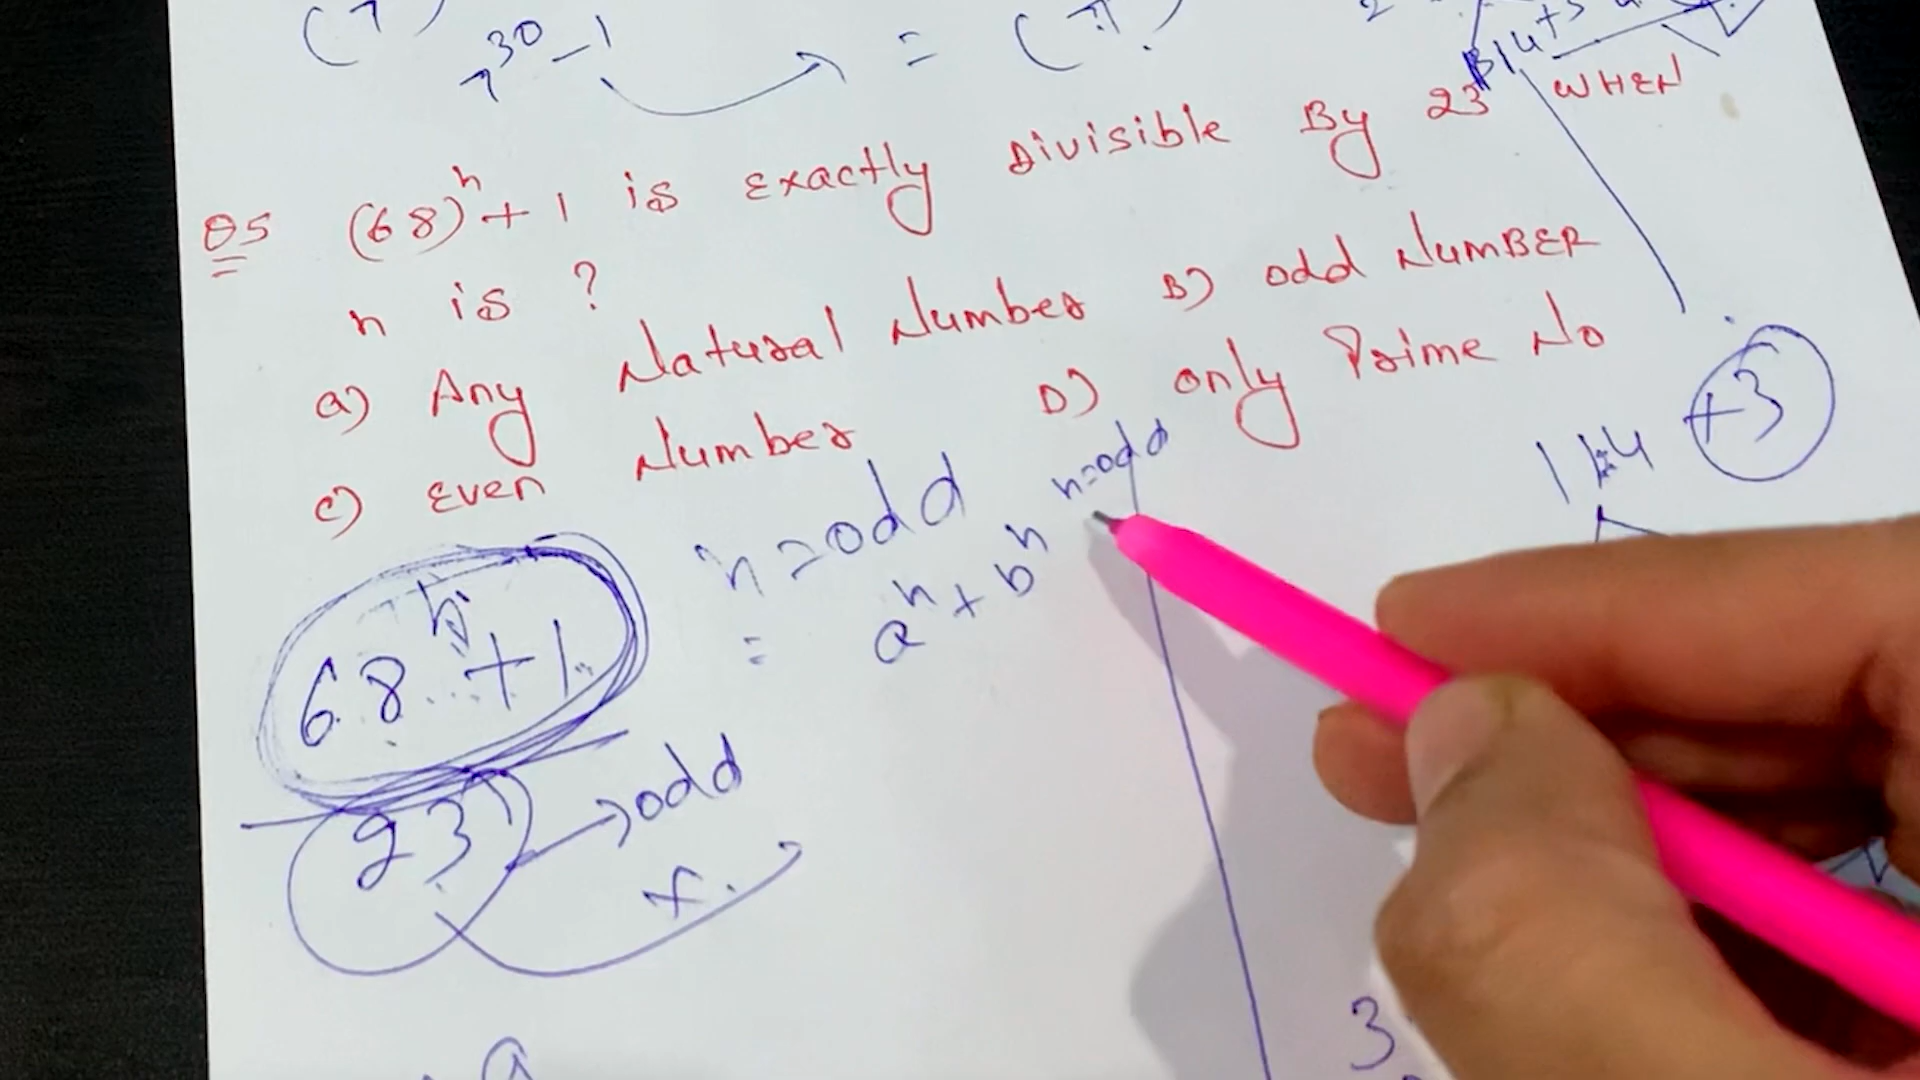 7^30 - 1 =
Q5 (68)^n + 1 is Exactly Divisible By 23 WHEN
n is ?
a) Any Natural Number B) odd NumBER
c) Even Number D) only Prime No
n = odd
= a^n + b^n n=odd
68^n + 1
23 → odd
x.
+3
3